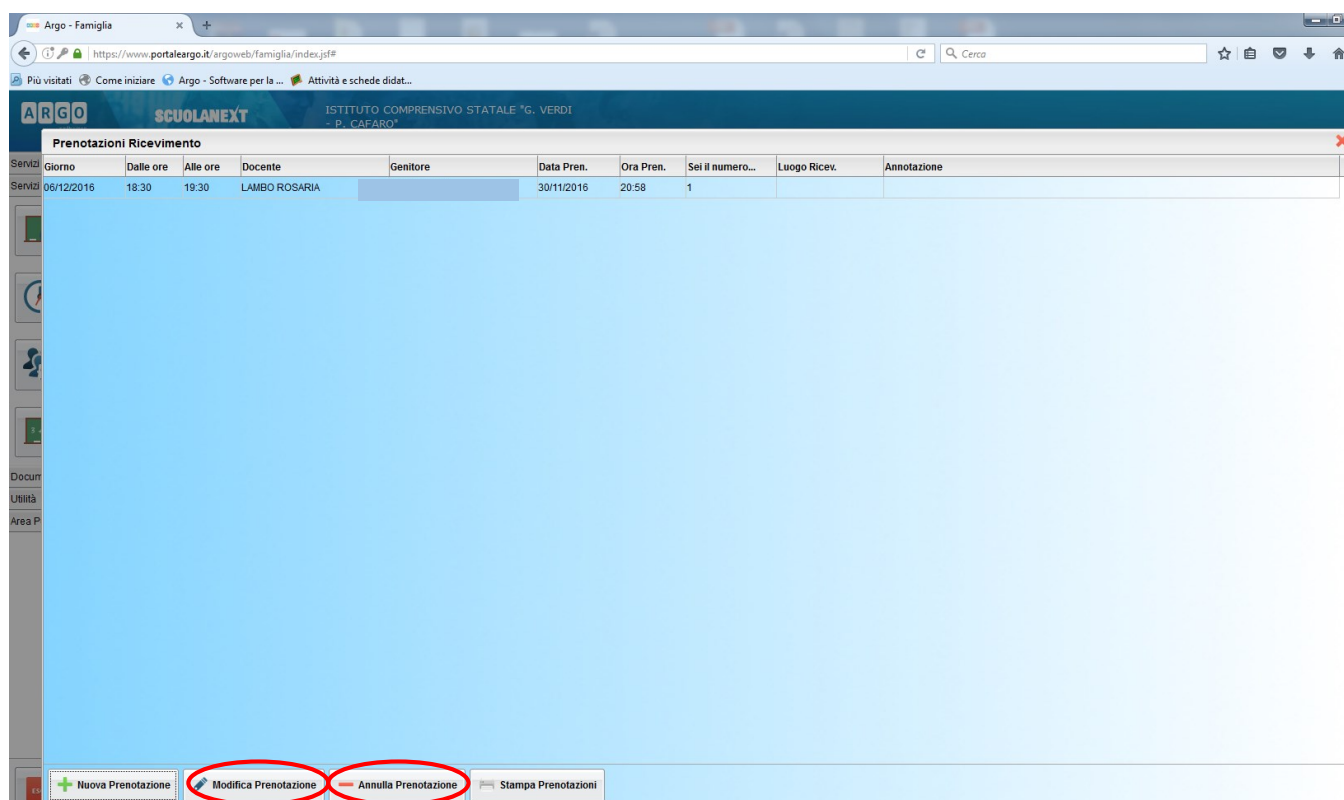 Argo - Famiglia × +
https://www.portaleargo.it/argoweb/famiglia/index.jsf#
Cerca
Più visitati Come iniziare Argo - Software per la ... Attività e schede didat...
ARGO SCUOLANEXT ISTITUTO COMPRENSIVO STATALE "G. VERDI
- P. CAFARO"
Prenotazioni Ricevimento
Servizi Giorno Dalle ore Alle ore Docente Genitore Data Pren. Ora Pren. Sei il numero... Luogo Ricev. Annotazione
Servizi 06/12/2016 18:30 19:30 LAMBO ROSARIA 30/11/2016 20:58 1
Docum
Utilità
Area P
Nuova Prenotazione Modifica Prenotazione Annulla Prenotazione Stampa Prenotazioni